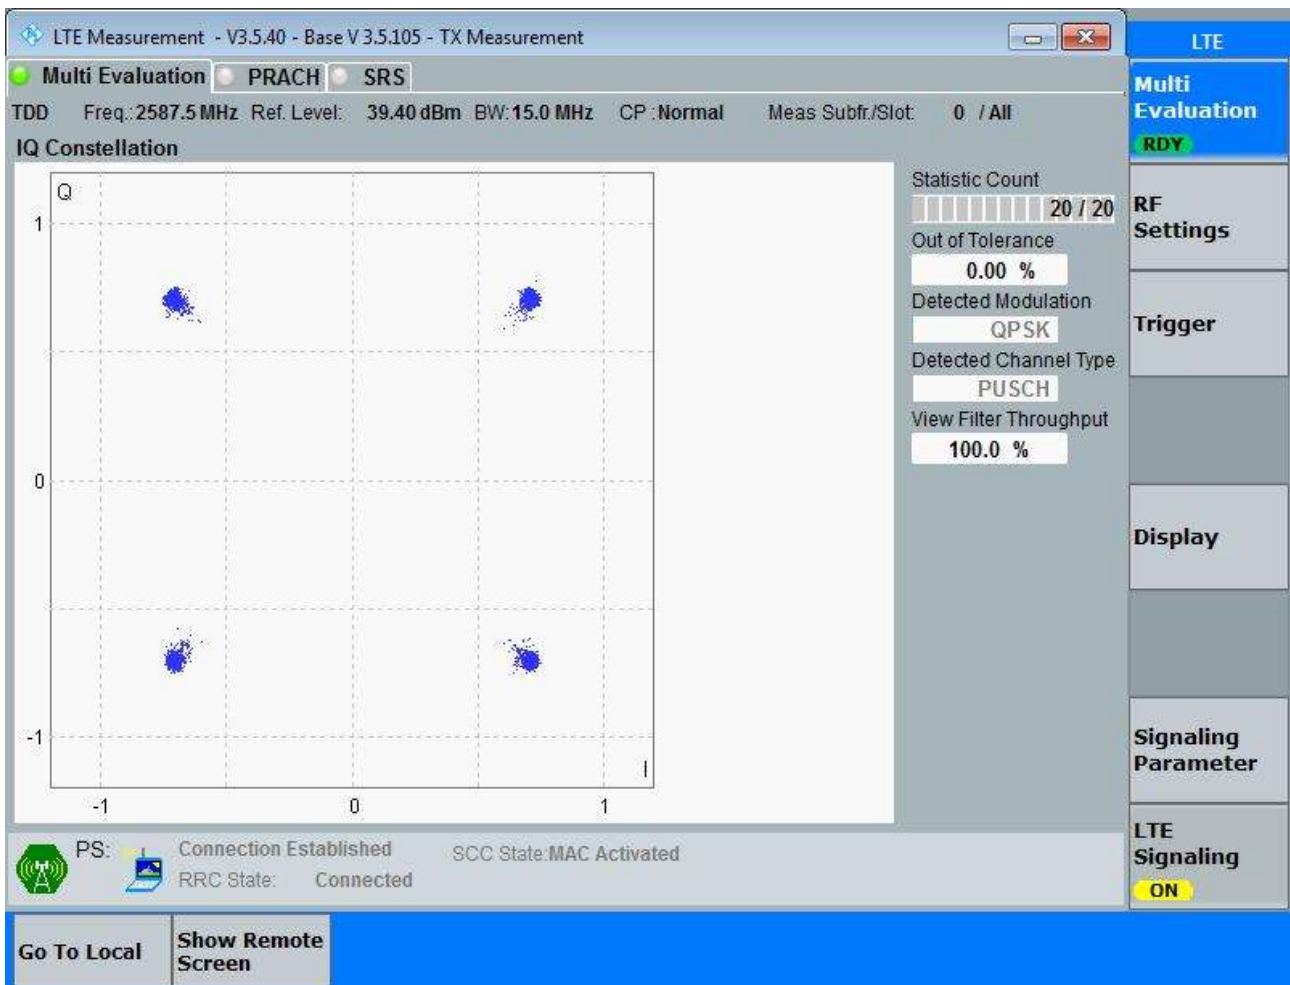 LTE Measurement - V3.5.40 - Base V 3.5.105 - TX Measurement
LTE
Multi Evaluation PRACH SRS
TDD Freq.: 2587.5 MHz Ref. Level: 39.40 dBm BW: 15.0 MHz CP : Normal Meas Subfr./Slot: 0 / All
IQ Constellation
Q
1
0
-1
I
-1 0 1
Statistic Count
20 / 20
Out of Tolerance
0.00 %
Detected Modulation
QPSK
Detected Channel Type
PUSCH
View Filter Throughput
100.0 %
Multi
Evaluation
RDY
RF
Settings
Trigger
Display
Signaling
Parameter
LTE
Signaling
ON
PS: Connection Established SCC State: MAC Activated
RRC State: Connected
Go To Local
Show Remote
Screen